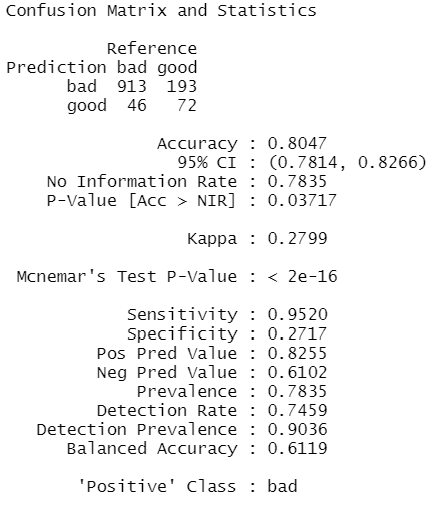 Confusion Matrix and Statistics
Reference
Prediction bad good
bad 913 193
good 46 72
Accuracy : 0.8047
95% CI : (0.7814, 0.8266)
No Information Rate : 0.7835
P-Value [Acc > NIR] : 0.03717
Kappa : 0.2799
Mcnemar's Test P-Value : < 2e-16
Sensitivity : 0.9520
Specificity : 0.2717
Pos Pred Value : 0.8255
Neg Pred Value : 0.6102
Prevalence : 0.7835
Detection Rate : 0.7459
Detection Prevalence : 0.9036
Balanced Accuracy : 0.6119
'Positive' Class : bad